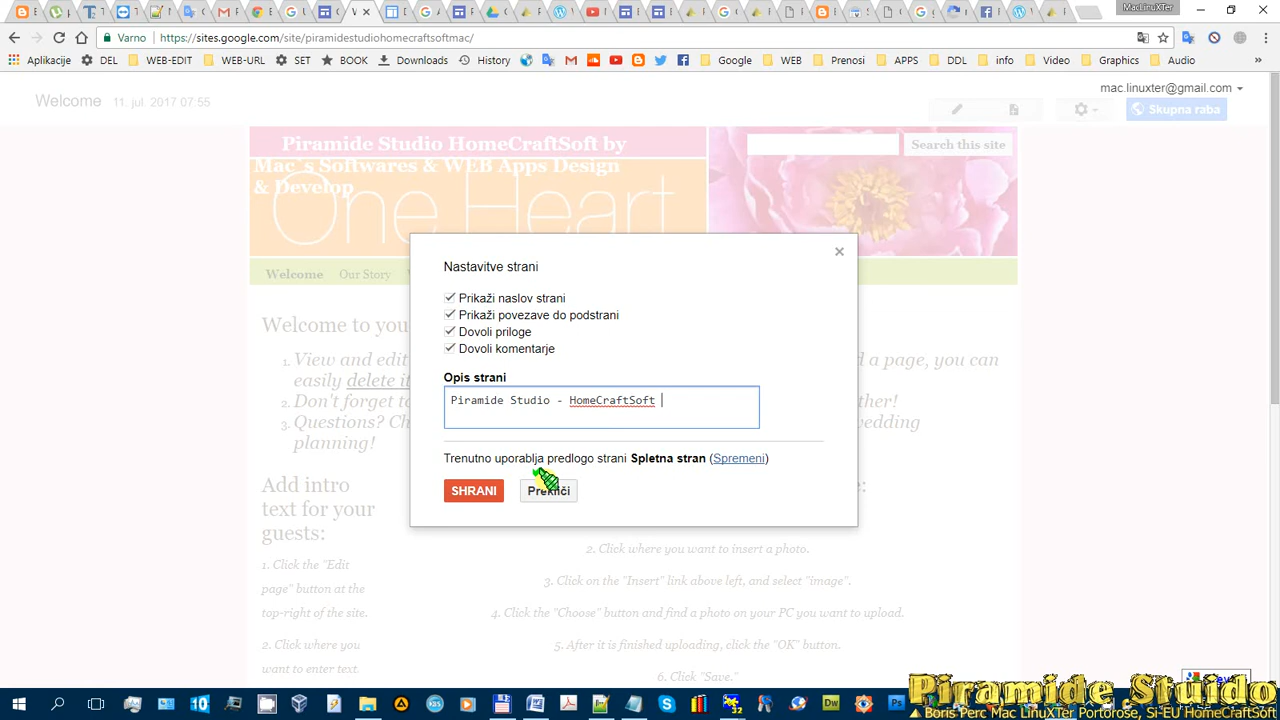 MacLinuXTer
Varno
https://sites.google.com/site/piramidestudiohomecraftsoftmac/
Aplikacije
DEL
WEB-EDIT
WEB-URL
SET
BOOK
Downloads
History
Google
WEB
Prenosi
APPS
DDL
info
Video
Graphics
Audio
»
Welcome 11. jul. 2017 07:55
mac.linuxter@gmail.com
Skupna raba
Piramide Studio HomeCraftSoft by
Mac`s Softwares & WEB Apps Design
& Develop
One Heart
Search this site
Welcome
Our Story
Nastavitve strani
Prikaži naslov strani
Prikaži povezave do podstrani
Dovoli priloge
Dovoli komentarje
Opis strani
Piramide Studio - HomeCraftSoft
Trenutno uporablja predlogo strani Spletna stran (Spremeni)
SHRANI
Prekliči
Welcome to you
1. View and edit
d a page, you can
easily delete it
2. Don't forget to
her!
3. Questions? Ch
wedding
planning!
Add intro
text for your
guests:
1. Click the "Edit
page" button at the
top-right of the site.
2. Click where you
want to enter text.
2. Click where you want to insert a photo.
3. Click on the "Insert" link above left, and select "image".
4. Click the "Choose" button and find a photo on your PC you want to upload.
5. After it is finished uploading, click the "OK" button.
6. Click "Save."
Piramide Stuido
▲ Boris Perc Mac LinuXTer Portorose, Si-EU HomeCraftSoft